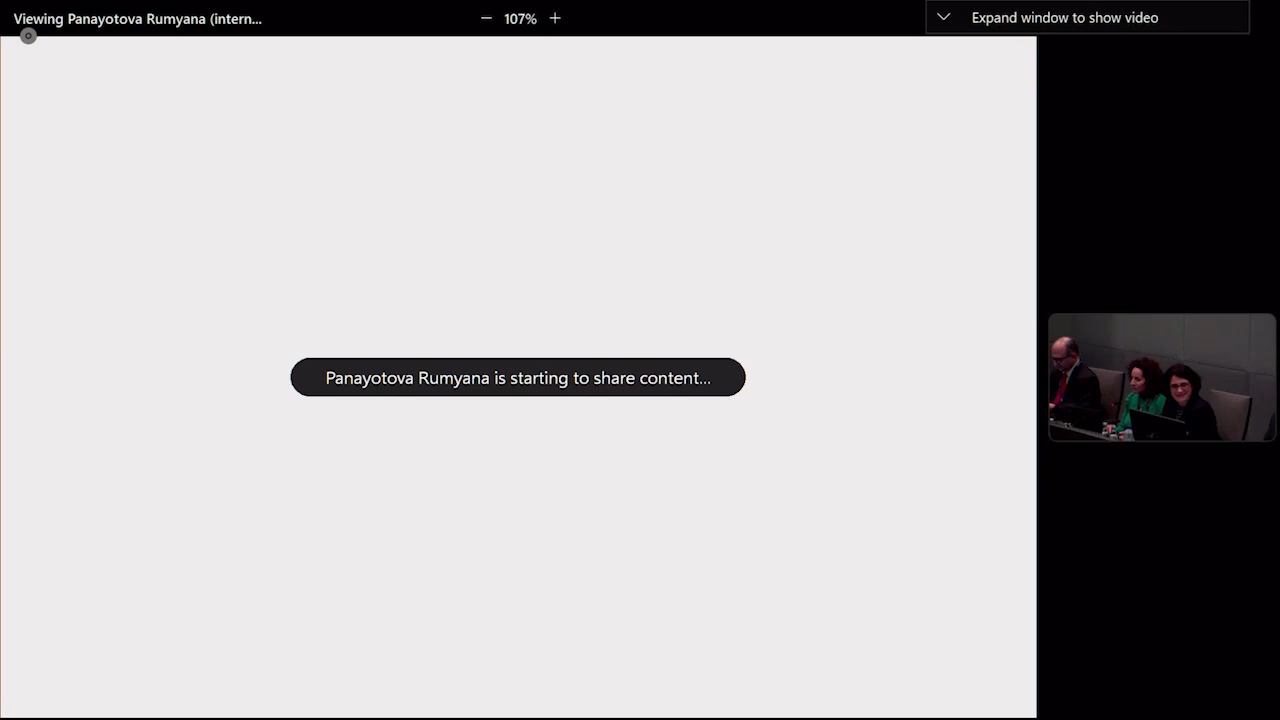 Viewing Panayotova Rumyana (intern...
107%
Expand window to show video
Panayotova Rumyana is starting to share content...